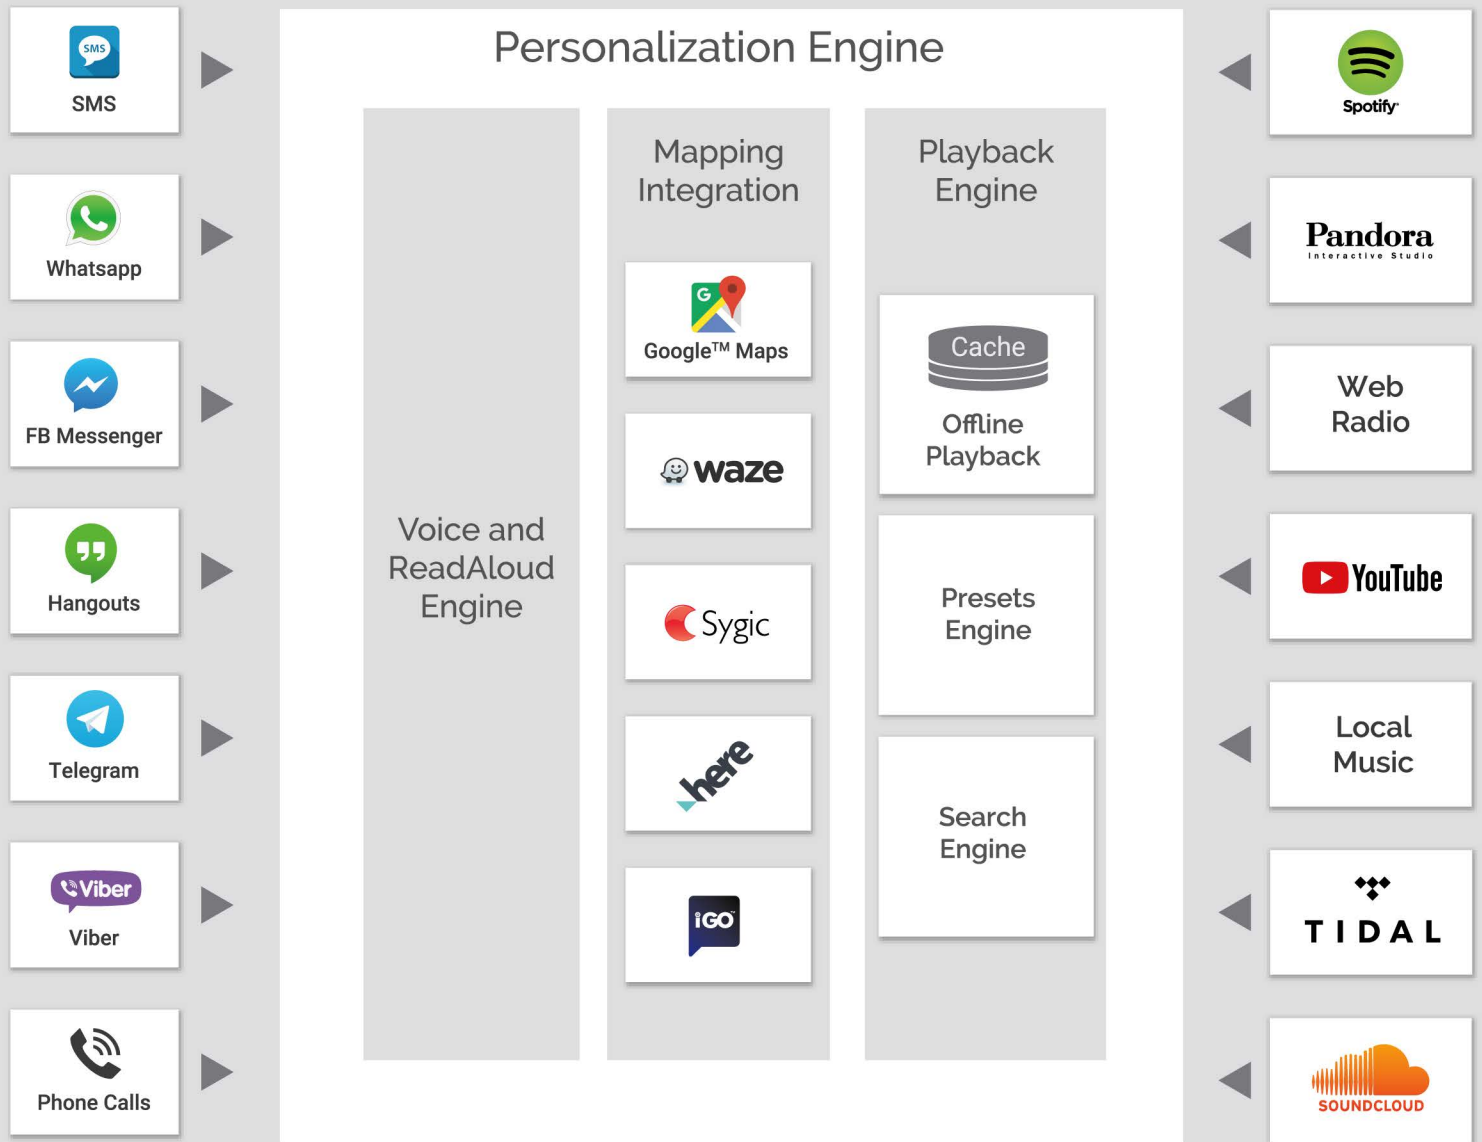 Personalization Engine
SMS
SMS
Whatsapp
FB Messenger
Hangouts
Telegram
Viber
Viber
Phone Calls
Voice and
ReadAloud
Engine
Mapping
Integration
G
Google™ Maps
waze
Sygic
here
iGO™
Playback
Engine
Cache
Offline
Playback
Presets
Engine
Search
Engine
Spotify®
Pandora
Interactive Studio
Web
Radio
YouTube
Local
Music
TIDAL
SOUNDCLOUD